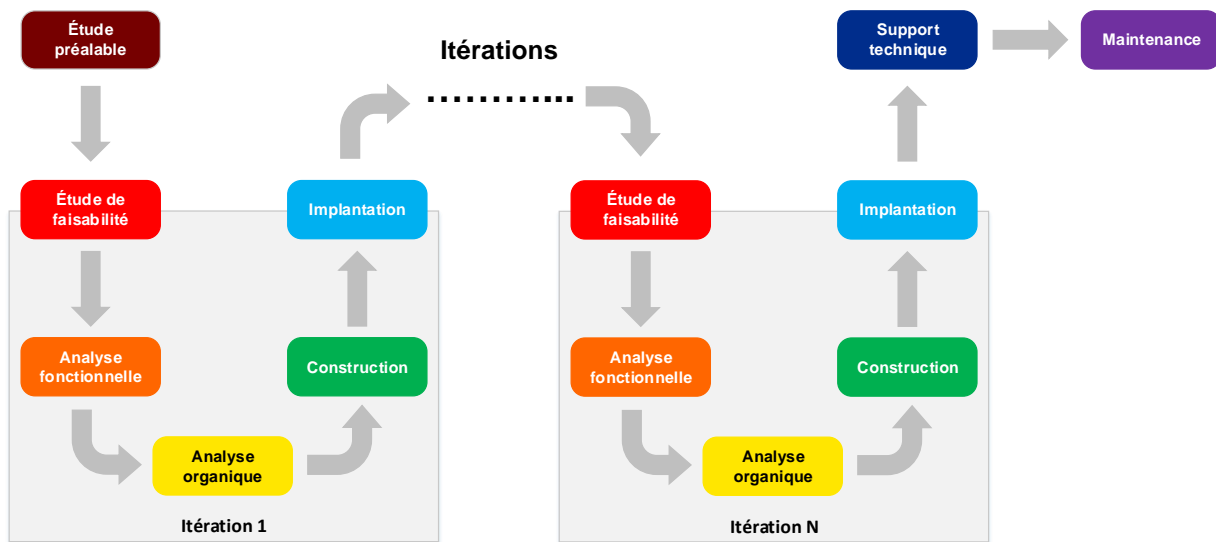 Étude
préalable
Itérations
...........
Support
technique
Maintenance
Étude de
faisabilité
Implantation
Étude de
faisabilité
Implantation
Analyse
fonctionnelle
Construction
Analyse
fonctionnelle
Construction
Analyse
organique
Analyse
organique
Itération 1
Itération N